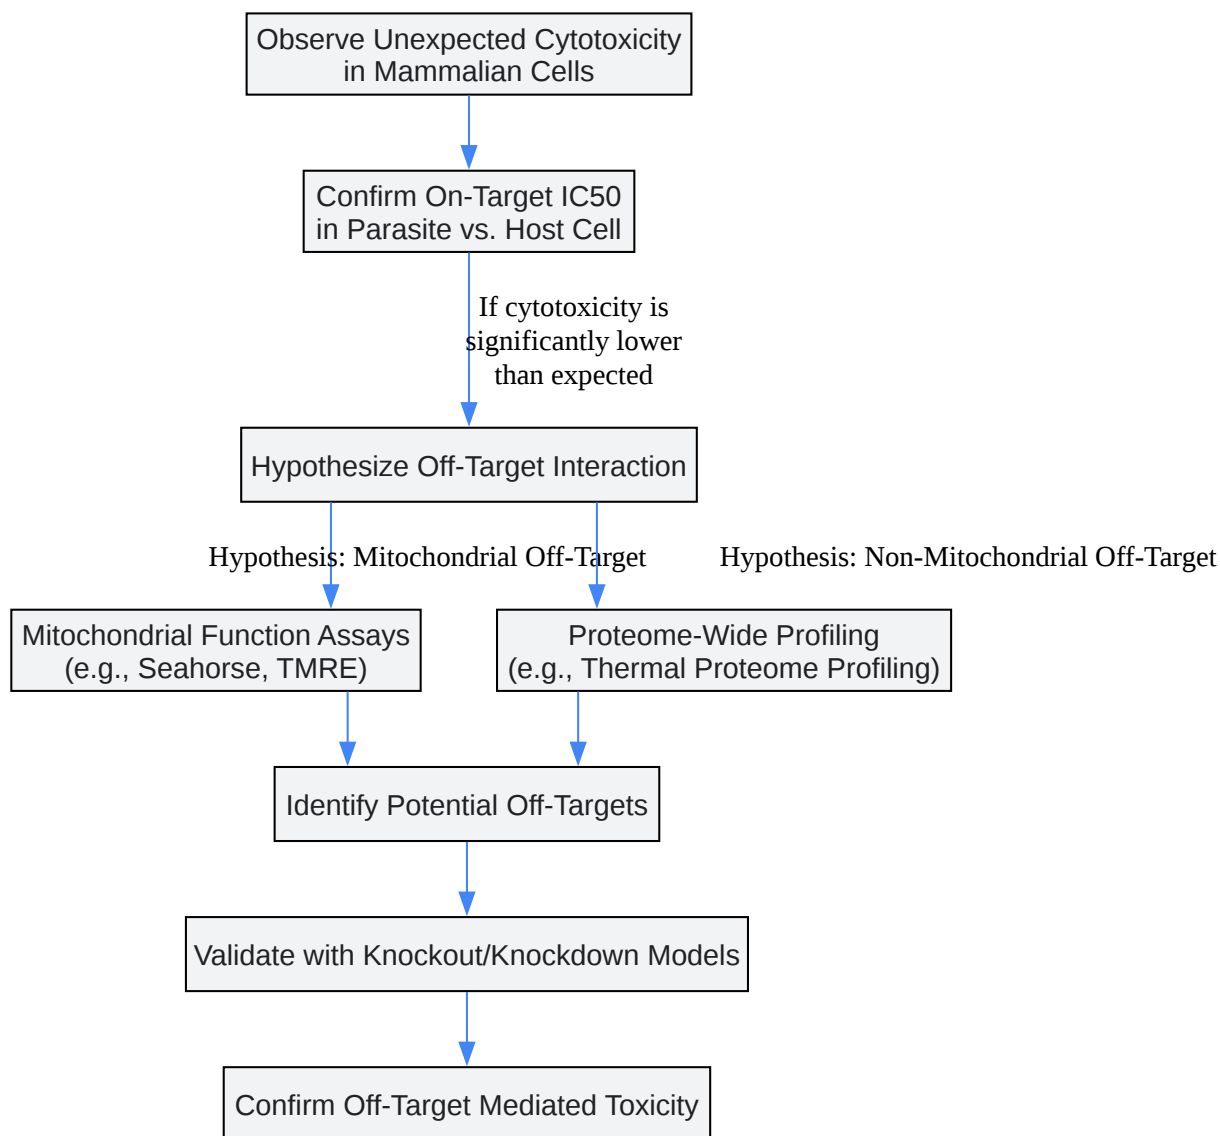 Observe Unexpected Cytotoxicity
in Mammalian Cells
Confirm On-Target IC50
in Parasite vs. Host Cell
If cytotoxicity is
significantly lower
than expected
Hypothesize Off-Target Interaction
Hypothesis: Mitochondrial Off-Target
Hypothesis: Non-Mitochondrial Off-Target
Mitochondrial Function Assays
(e.g., Seahorse, TMRE)
Proteome-Wide Profiling
(e.g., Thermal Proteome Profiling)
Identify Potential Off-Targets
Validate with Knockout/Knockdown Models
Confirm Off-Target Mediated Toxicity